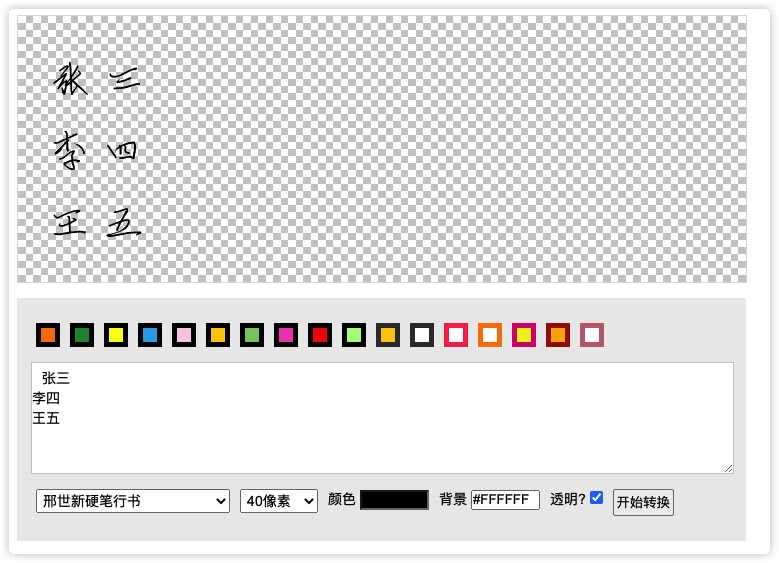 张 三
李 四
王 五
张三
李四
王五
邢世新硬笔行书 40像素 颜色 背景 #FFFFFF 透明? 开始转换